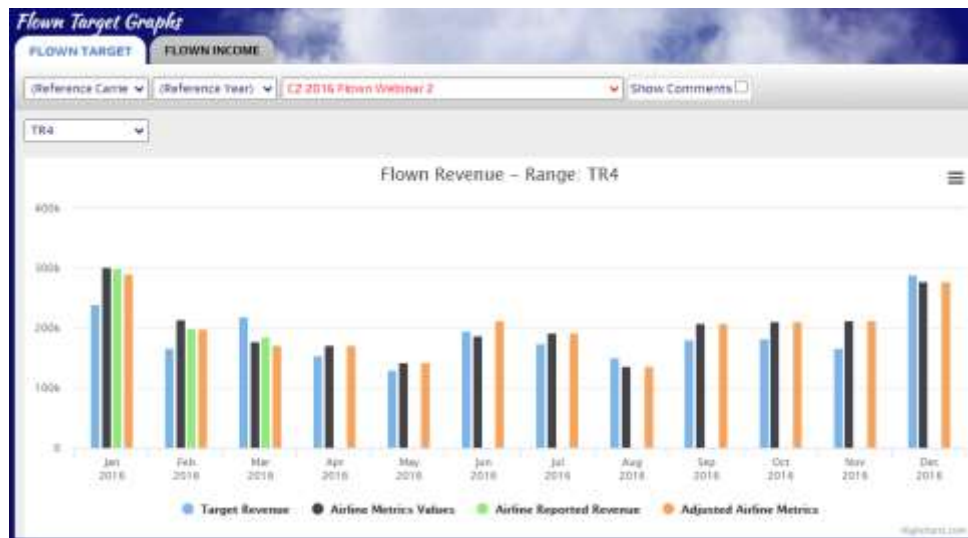 Flown Target Graphs
FLOWN TARGET FLOWN INCOME
(Reference Carrie (Reference Year) CZ 2016 Flown Webinar 2 Show Comments
TR4
Flown Revenue – Range: TR4
400k
300k
200k
100k
0
Jan 2016 Feb 2016 Mar 2016 Apr 2016 May 2016 Jun 2016 Jul 2016 Aug 2016 Sep 2016 Oct 2016 Nov 2016 Dec 2016
Target Revenue Airline Metrics Values Airline Reported Revenue Adjusted Airline Metrics
Highcharts.com